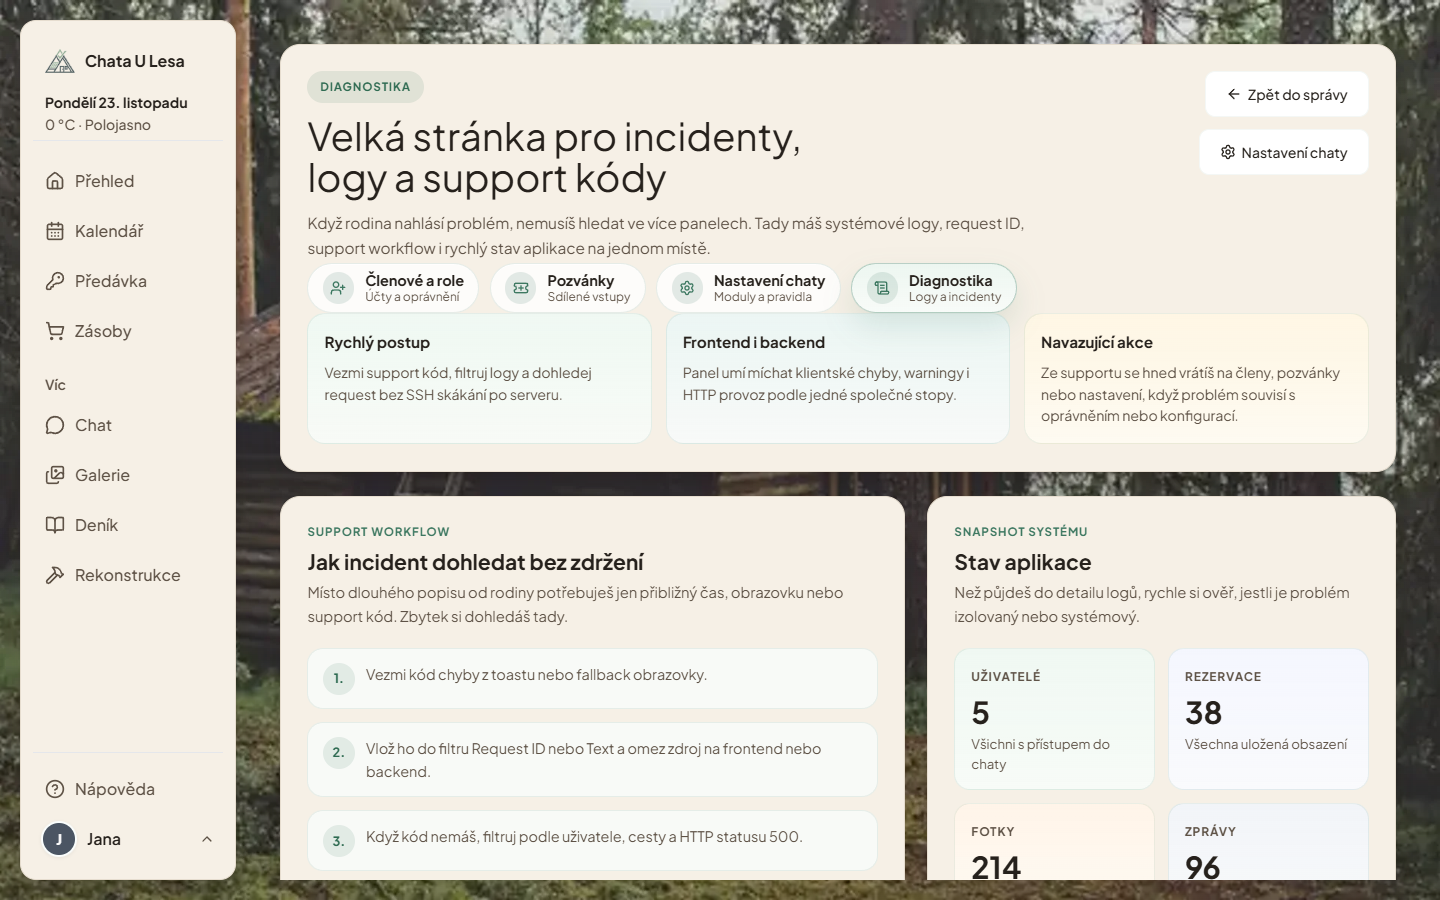 Chata U Lesa
Pondělí 23. listopadu
0 °C · Polojasno
Přehled
Kalendář
Předávka
Zásoby
Víc
Chat
Galerie
Deník
Rekonstrukce
Nápověda
J Jana
DIAGNOSTIKA
Velká stránka pro incidenty,
logy a support kódy
Když rodina nahlásí problém, nemusíš hledat ve více panelech. Tady máš systémové logy, request ID,
support workflow i rychlý stav aplikace na jednom místě.
Zpět do správy
Nastavení chaty
Členové a role
Účty a oprávnění
Pozvánky
Sdílené vstupy
Nastavení chaty
Moduly a pravidla
Diagnostika
Logy a incidenty
Rychlý postup
Vezmi support kód, filtruj logy a dohledej
request bez SSH skákání po serveru.
Frontend i backend
Panel umí míchat klientské chyby, warningy i
HTTP provoz podle jedné společné stopy.
Navazující akce
Ze supportu se hned vrátíš na členy, pozvánky
nebo nastavení, když problém souvisí s
oprávněním nebo konfigurací.
SUPPORT WORKFLOW
Jak incident dohledat bez zdržení
Místo dlouhého popisu od rodiny potřebuješ jen přibližný čas, obrazovku nebo
support kód. Zbytek si dohledáš tady.
1. Vezmi kód chyby z toastu nebo fallback obrazovky.
2. Vlož ho do filtru Request ID nebo Text a omez zdroj na frontend nebo
backend.
3. Když kód nemáš, filtruj podle uživatele, cesty a HTTP statusu 500.
SNAPSHOT SYSTÉMU
Stav aplikace
Než půjdeš do detailu logů, rychle si ověř, jestli je problém
izolovaný nebo systémový.
UŽIVATELÉ
5
Všichni s přístupem do
chaty
REZERVACE
38
Všechna uložená obsazení
FOTKY
214
ZPRÁVY
96